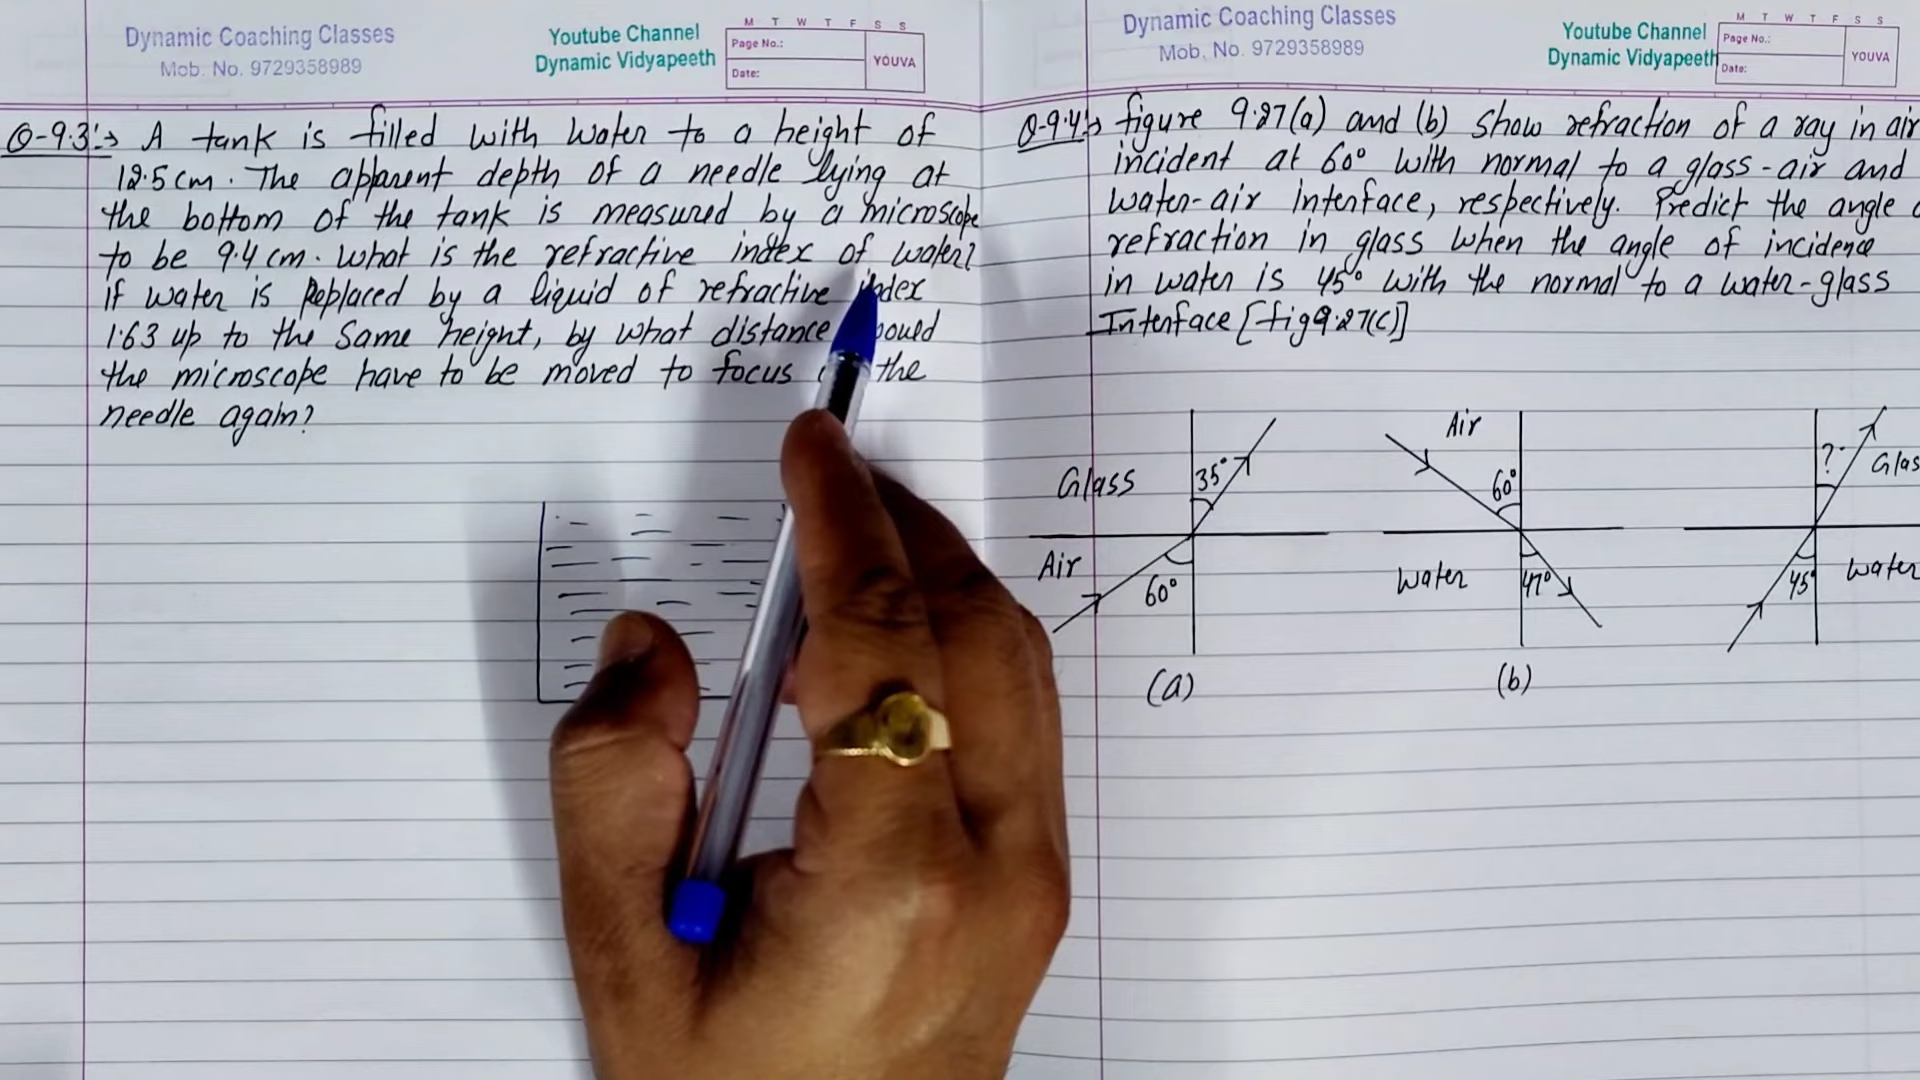 Dynamic Coaching Classes
Mob. No. 9729358989
Youtube Channel
Dynamic Vidyapeeth
M T W T F S S
Page No.:
Date:
YOUVA
Q-9.3:→ A tank is filled with water to a height of
12.5 cm. The apparent depth of a needle lying at
the bottom of the tank is measured by a microscope
to be 9.4 cm. What is the refractive index of water?
if water is Replaced by a liquid of refractive index
1.63 up to the same height, by what distance would
the microscope have to be moved to focus the
needle again?
Dynamic Coaching Classes
Mob. No. 9729358989
Youtube Channel
Dynamic Vidyapeeth
M T W T F S S
Page No.:
Date:
YOUVA
Q-9.4:→ figure 9.27(a) and (b) show refraction of a ray in air
incident at 60° with normal to a glass-air and
water-air interface, respectively. Predict the angle
refraction in glass when the angle of incidence
in water is 45° with the normal to a water-glass
Interface [fig 9.27(c)]
Glass
35°
Air
60°
(a)
Air
60°
Water
47°
(b)
?
Glas
45°
Water